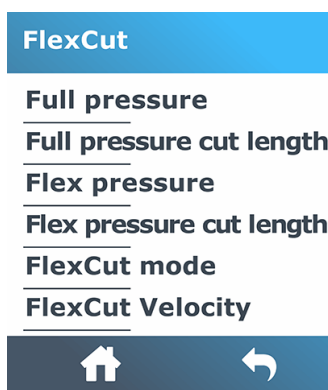 FlexCut
Full pressure
Full pressure cut length
Flex pressure
Flex pressure cut length
FlexCut mode
FlexCut Velocity